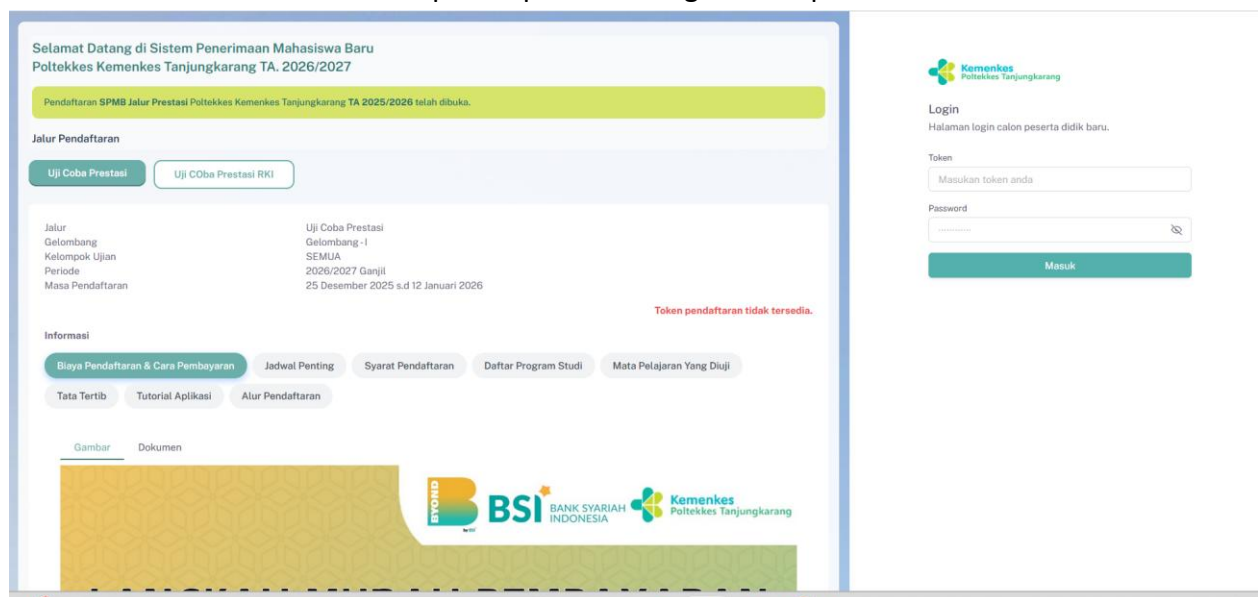 Selamat Datang di Sistem Penerimaan Mahasiswa Baru
Poltekkes Kemenkes Tanjungkarang TA. 2026/2027
Pendaftaran SPMB Jalur Prestasi Poltekkes Kemenkes Tanjungkarang TA 2025/2026 telah dibuka.
Jalur Pendaftaran
Uji Coba Prestasi Uji COba Prestasi RKI
Jalur Uji Coba Prestasi
Gelombang Gelombang - I
Kelompok Ujian SEMUA
Periode 2026/2027 Ganjil
Masa Pendaftaran 25 Desember 2025 s.d 12 Januari 2026
Token pendaftaran tidak tersedia.
Informasi
Biaya Pendaftaran & Cara Pembayaran Jadwal Penting Syarat Pendaftaran Daftar Program Studi Mata Pelajaran Yang Diuji
Tata Tertib Tutorial Aplikasi Alur Pendaftaran
Gambar Dokumen
BYOND
by BSI
BSI BANK SYARIAH
INDONESIA
Kemenkes
Poltekkes Tanjungkarang
Kemenkes
Poltekkes Tanjungkarang
Login
Halaman login calon peserta didik baru.
Token
Masukan token anda
Password
Masuk